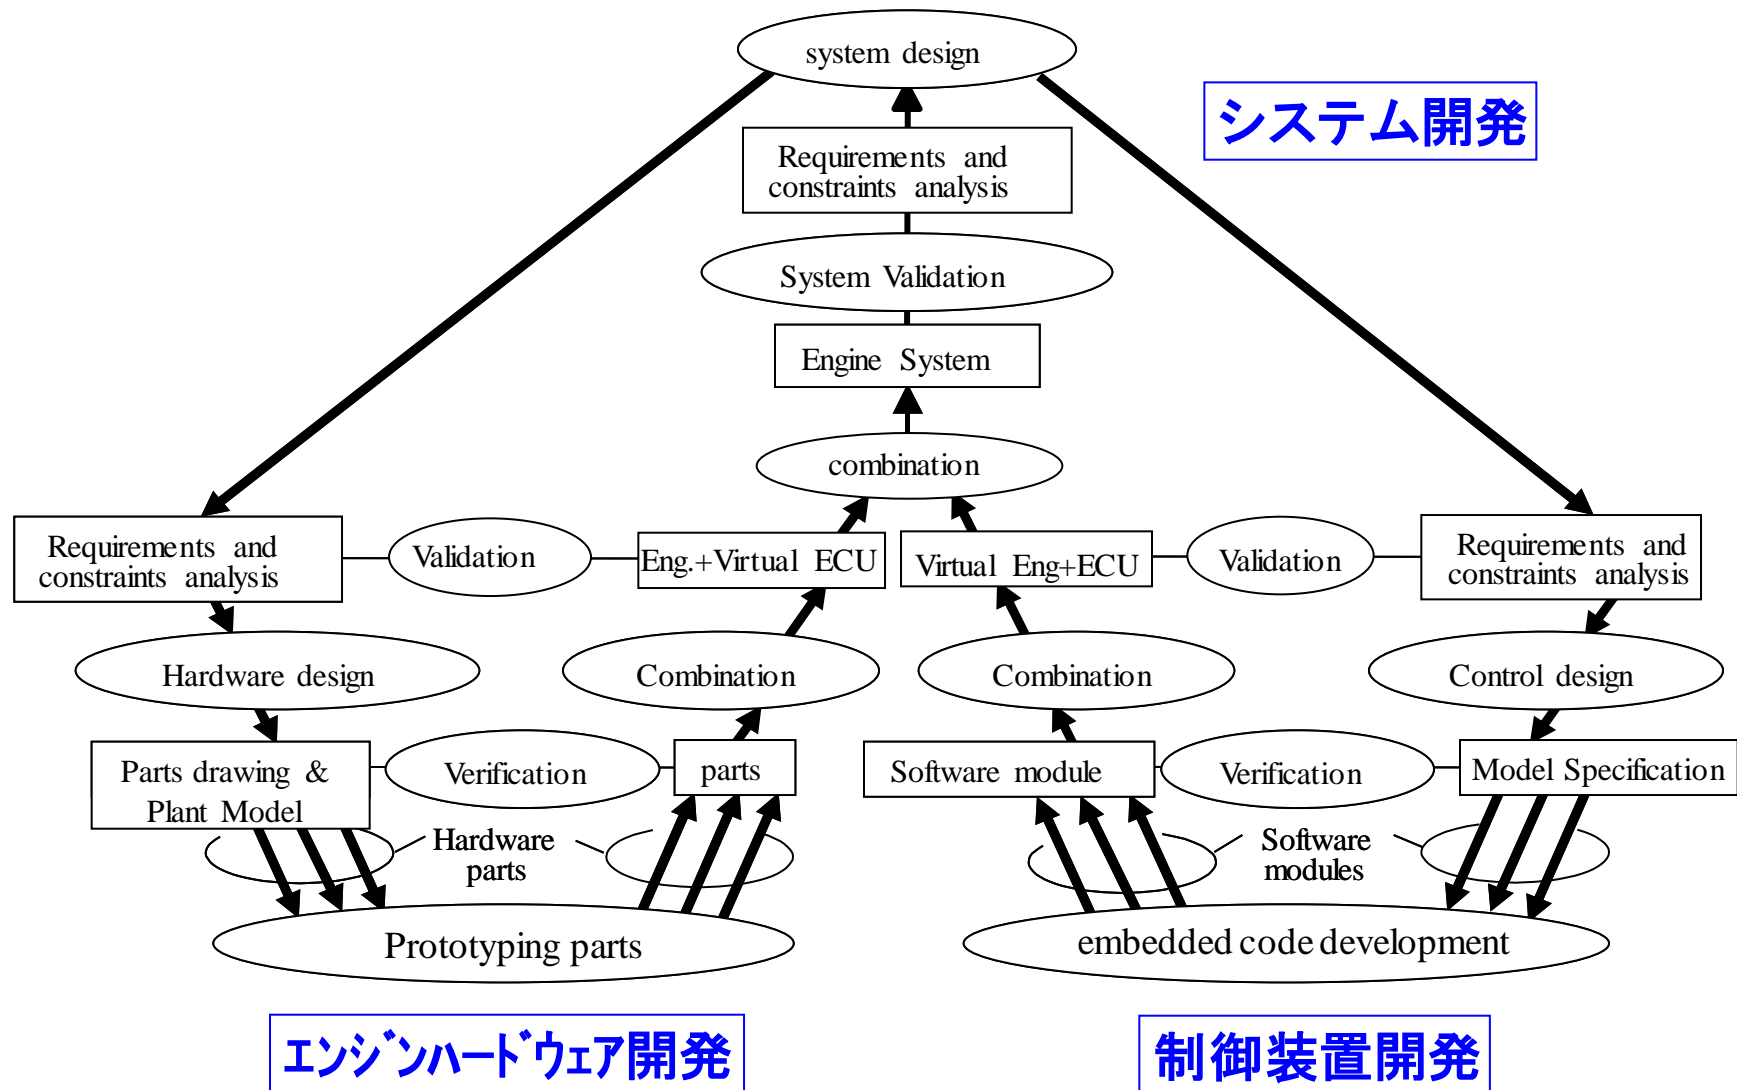 system design
システム開発
Requirements and
constraints analysis
System Validation
Engine System
combination
Requirements and
constraints analysis
Validation
Eng.+Virtual ECU
Virtual Eng+ECU
Validation
Requirements and
constraints analysis
Hardware design
Combination
Combination
Control design
Parts drawing &
Plant Model
Verification
parts
Software module
Verification
Model Specification
Hardware
parts
Software
modules
Prototyping parts
embedded code development
エンジンハードウェア開発
制御装置開発